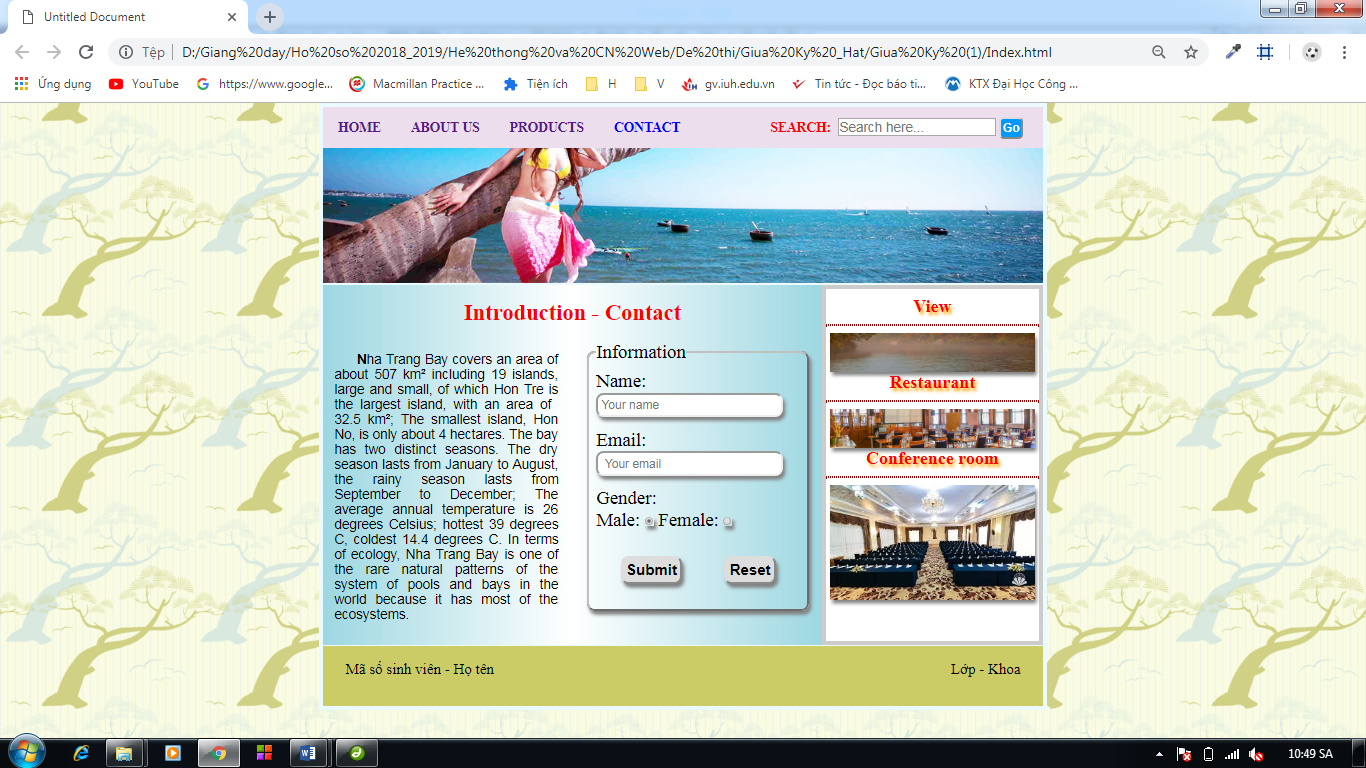 Untitled Document
Tệp
D:/Giang%20day/Ho%20so%202018_2019/He%20thong%20va%20CN%20Web/De%20thi/Giua%20Ky%20_Hat/Giua%20Ky%20(1)/Index.html
Ứng dụng YouTube https://www.google... Macmillan Practice ... Tiện ích H V gv.iuh.edu.vn Tin tức - Đọc báo ti... KTX Đại Học Công ...
HOME ABOUT US PRODUCTS CONTACT SEARCH: Search here... Go
Introduction - Contact
Nha Trang Bay covers an area of
about 507 km² including 19 islands,
large and small, of which Hon Tre is
the largest island, with an area of
32.5 km²; The smallest island, Hon
No, is only about 4 hectares. The bay
has two distinct seasons. The dry
season lasts from January to August,
the rainy season lasts from
September to December; The
average annual temperature is 26
degrees Celsius; hottest 39 degrees
C, coldest 14.4 degrees C. In terms
of ecology, Nha Trang Bay is one of
the rare natural patterns of the
system of pools and bays in the
world because it has most of the
ecosystems.
Information
Name:
Your name
Email:
Your email
Gender:
Male: Female:
Submit Reset
View
Restaurant
Conference room
Mã số sinh viên - Họ tên Lớp - Khoa
10:49 SA